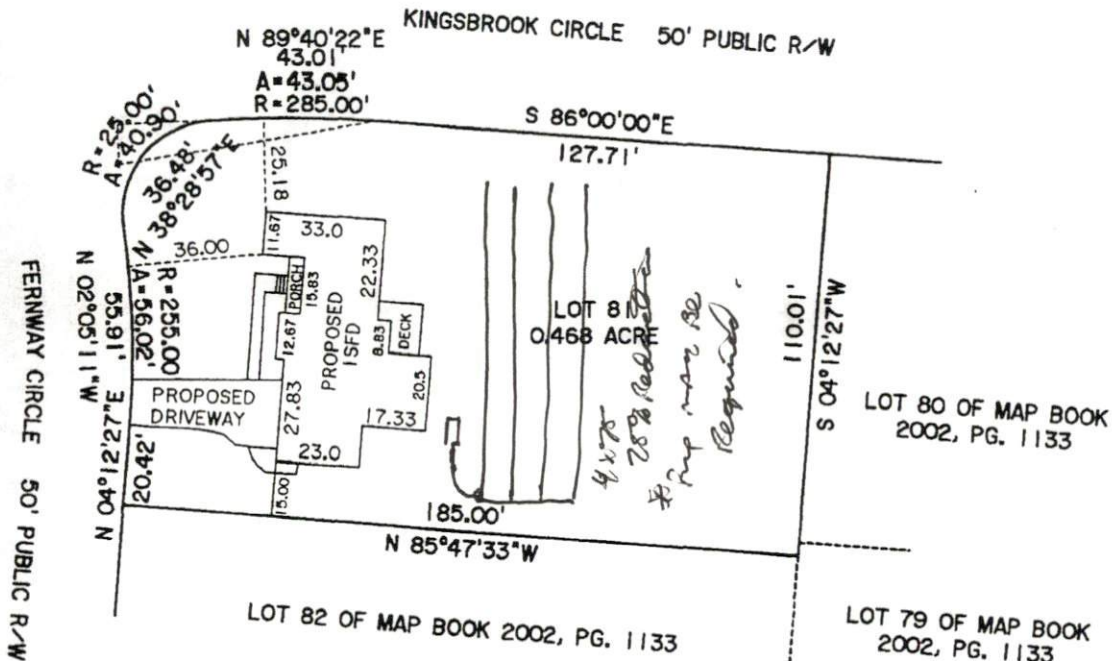 KINGSBROOK CIRCLE 50' PUBLIC R/W
N 89°40'22"E
43.01'
A=43.05'
R=285.00'
S 86°00'00"E
127.71'
R=25.00'
A=40.90'
36.48'
N 38°28'57"E
25.18
11.67
33.0
36.00
22.33
PORCH
15.83
12.67
PROPOSED
1SFD
8.83
DECK
20.5
17.33
27.83
23.0
15.00
PROPOSED
DRIVEWAY
R=255.00
A=56.02'
55.81'
N 02°05'11"W
N 04°12'27"E
20.42'
FERNWAY CIRCLE 50' PUBLIC R/W
LOT 81
0.468 ACRE
4x75
25% Reduction
* Pump may Be
Required.
110.01'
S 04°12'27"W
LOT 80 OF MAP BOOK
2002, PG. 1133
185.00'
N 85°47'33"W
LOT 82 OF MAP BOOK 2002, PG. 1133
LOT 79 OF MAP BOOK
2002, PG. 1133